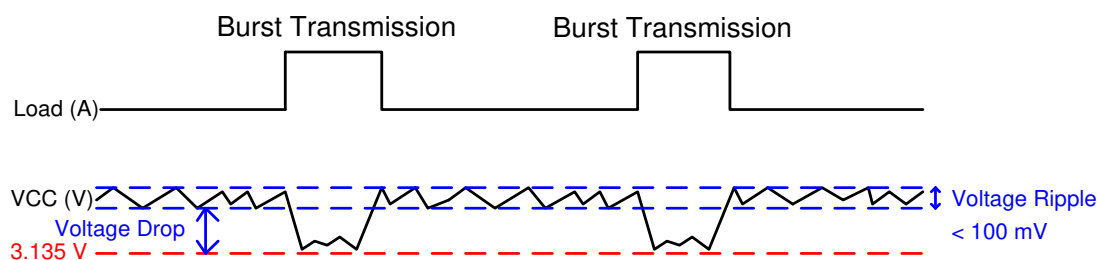 Burst Transmission
Burst Transmission
Load (A)
VCC (V)
Voltage Ripple
< 100 mV
Voltage Drop
3.135 V